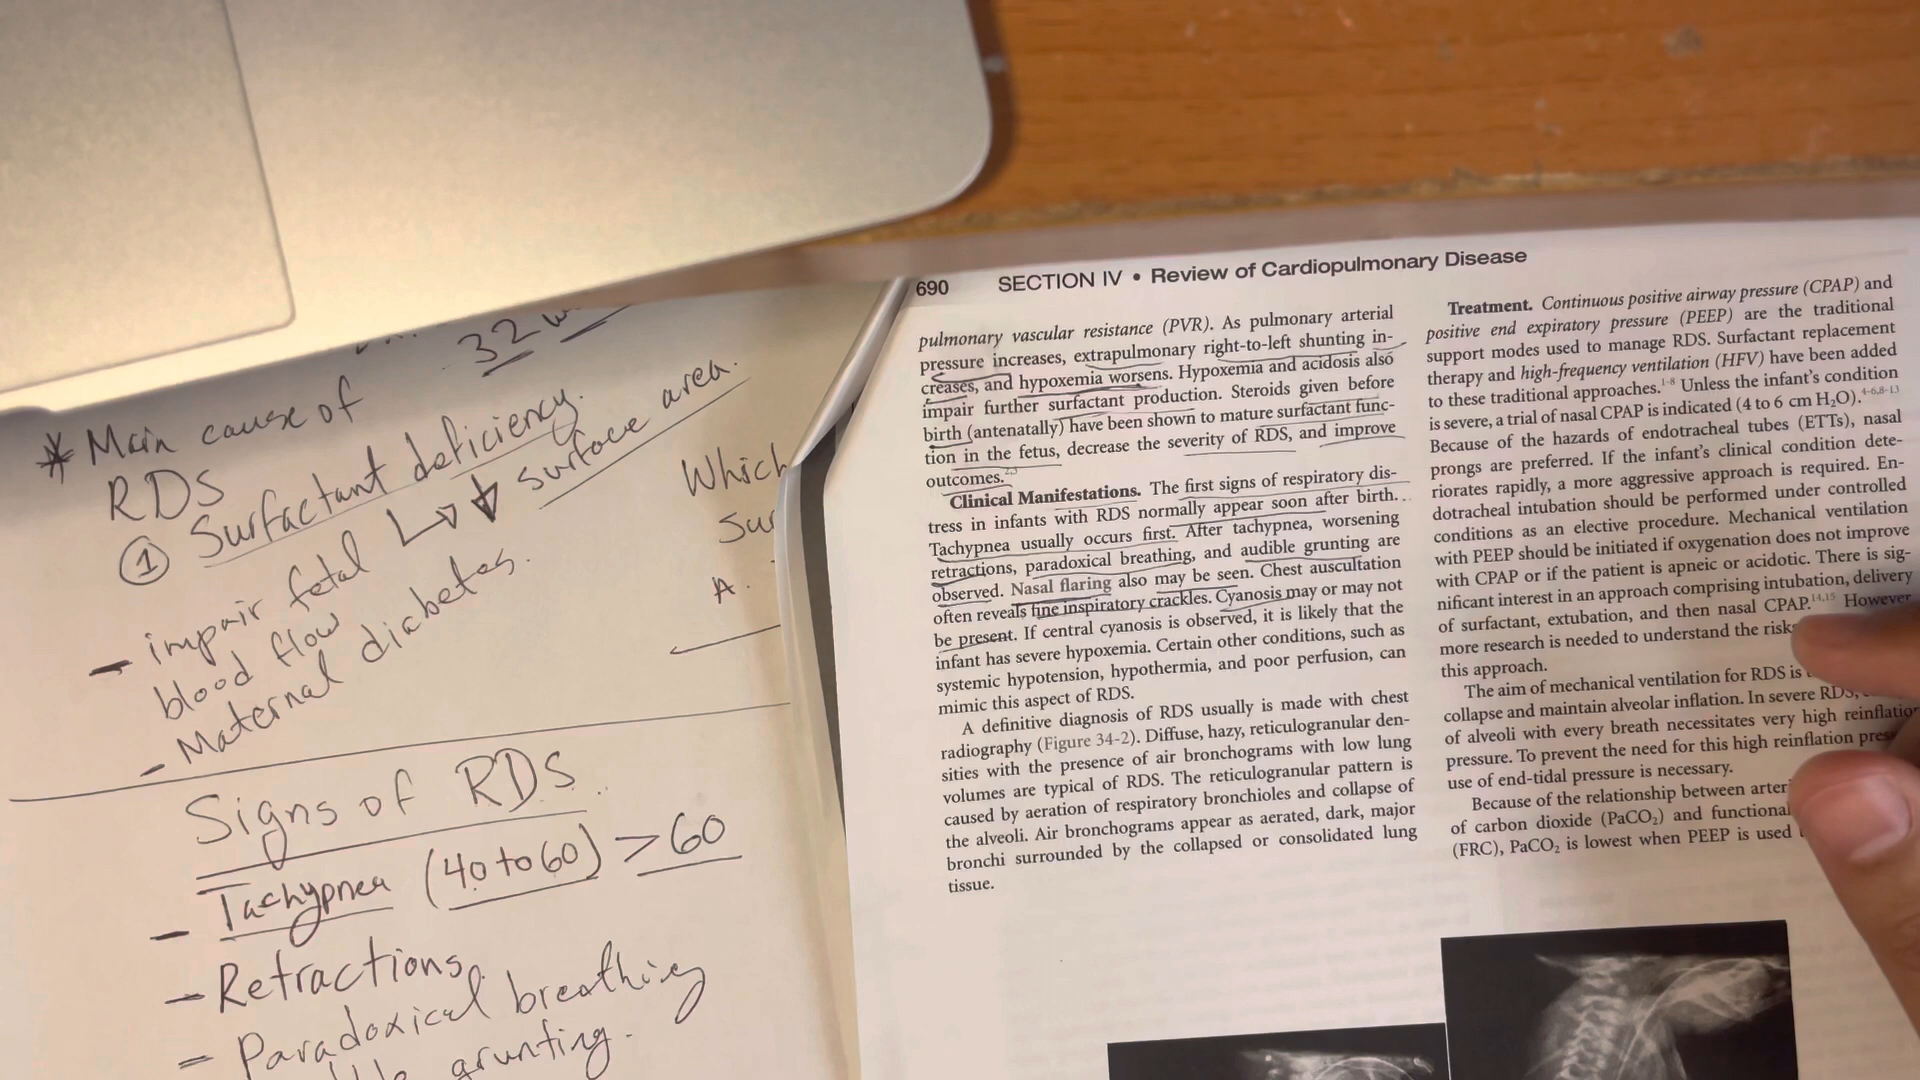 32
* Main cause of
RDS
① Surfactant deficiency.
↳ ↓ surface area.
- impair fetal
blood flow
- Maternal diabetes.
Signs of RDS
- Tachypnea (40 to 60) > 60
- Retractions
- Paradoxical breathing
grunting.
Which
Sur
A.
690 SECTION IV • Review of Cardiopulmonary Disease
pulmonary vascular resistance (PVR). As pulmonary arterial
pressure increases, extrapulmonary right-to-left shunting in-
creases, and hypoxemia worsens. Hypoxemia and acidosis also
impair further surfactant production. Steroids given before
birth (antenatally) have been shown to mature surfactant func-
tion in the fetus, decrease the severity of RDS, and improve
outcomes.2,3
Clinical Manifestations. The first signs of respiratory dis-
tress in infants with RDS normally appear soon after birth.
Tachypnea usually occurs first. After tachypnea, worsening
retractions, paradoxical breathing, and audible grunting are
observed. Nasal flaring also may be seen. Chest auscultation
often reveals fine inspiratory crackles. Cyanosis may or may not
be present. If central cyanosis is observed, it is likely that the
infant has severe hypoxemia. Certain other conditions, such as
systemic hypotension, hypothermia, and poor perfusion, can
mimic this aspect of RDS.
A definitive diagnosis of RDS usually is made with chest
radiography (Figure 34-2). Diffuse, hazy, reticulogranular den-
sities with the presence of air bronchograms with low lung
volumes are typical of RDS. The reticulogranular pattern is
caused by aeration of respiratory bronchioles and collapse of
the alveoli. Air bronchograms appear as aerated, dark, major
bronchi surrounded by the collapsed or consolidated lung
tissue.
Treatment. Continuous positive airway pressure (CPAP) and
positive end expiratory pressure (PEEP) are the traditional
support modes used to manage RDS. Surfactant replacement
therapy and high-frequency ventilation (HFV) have been added
to these traditional approaches.1-8 Unless the infant's condition
is severe, a trial of nasal CPAP is indicated (4 to 6 cm H₂O).4-6,8-13
Because of the hazards of endotracheal tubes (ETTs), nasal
prongs are preferred. If the infant's clinical condition dete-
riorates rapidly, a more aggressive approach is required. En-
dotracheal intubation should be performed under controlled
conditions as an elective procedure. Mechanical ventilation
with PEEP should be initiated if oxygenation does not improve
with CPAP or if the patient is apneic or acidotic. There is sig-
nificant interest in an approach comprising intubation, delivery
of surfactant, extubation, and then nasal CPAP.14,15 However
more research is needed to understand the risks
this approach.
The aim of mechanical ventilation for RDS is
collapse and maintain alveolar inflation. In severe RDS,
of alveoli with every breath necessitates very high reinflation
pressure. To prevent the need for this high reinflation pres
use of end-tidal pressure is necessary.
Because of the relationship between arter
of carbon dioxide (PaCO₂) and functional
(FRC), PaCO₂ is lowest when PEEP is used